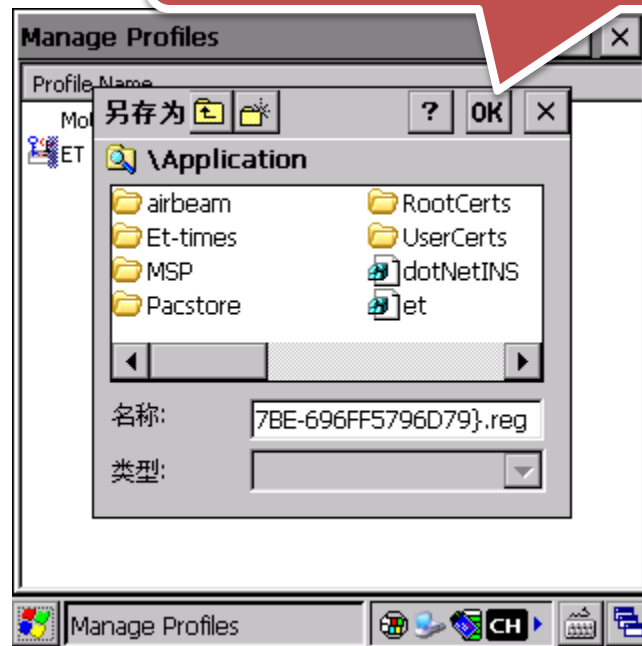 Manage Profiles
Profile Name
Mo
ET
另存为 ? OK
\Application
airbeam
Et-times
MSP
Pacstore
RootCerts
UserCerts
dotNetINS
et
名称: 7BE-696FF5796D79}.reg
类型:
Manage Profiles CH